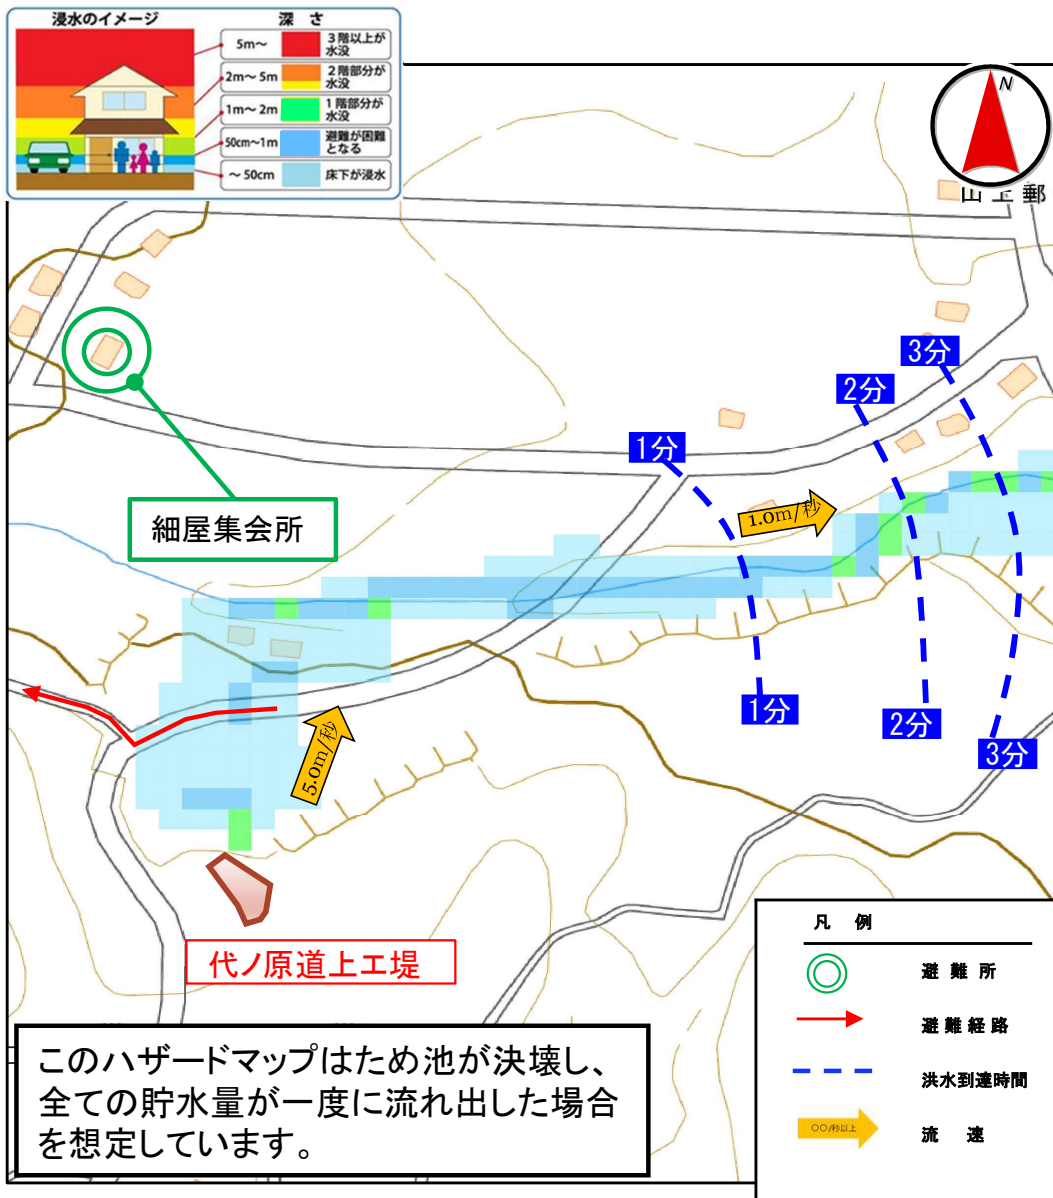 浸水のイメージ
深 さ
5m~
3階以上が
水没
2m~ 5m
2階部分が
水没
1m~ 2m
1階部分が
水没
50cm~1m
避難が困難
となる
~ 50cm
床下が浸水
N
山上郷
3分
2分
1分
1.0m/秒
細屋集会所
5.0m/秒
1分
2分
3分
代ノ原道上工堤
凡 例
避 難 所
避 難 経 路
洪水到達時間
〇〇/秒以上
流 速
このハザードマップはため池が決壊し、
全ての貯水量が一度に流れ出した場合
を想定しています。